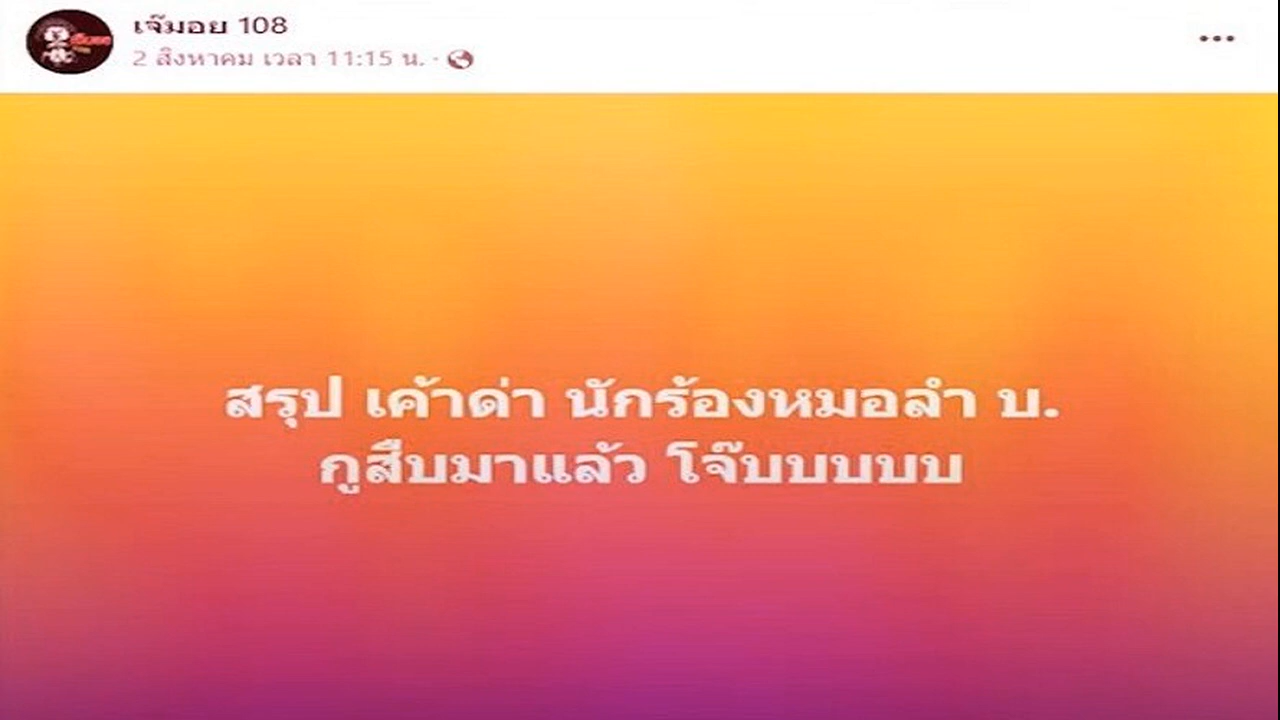 เจ๊มอย 108
2 สิงหาคม เวลา 11:15 น. ·
สรุป เค้าด่า นักร้องหมอลำ บ.
กูสืบมาแล้ว โจ๊บบบบบ